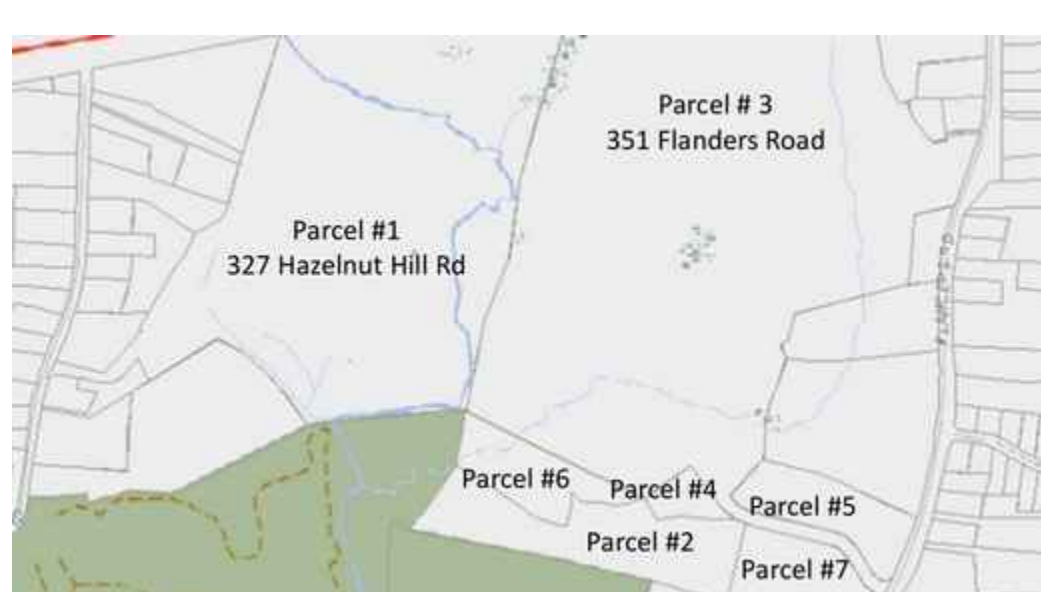 Parcel # 3
351 Flanders Road
Parcel #1
327 Hazelnut Hill Rd
Parcel #6
Parcel #4
Parcel #5
Parcel #2
Parcel #7